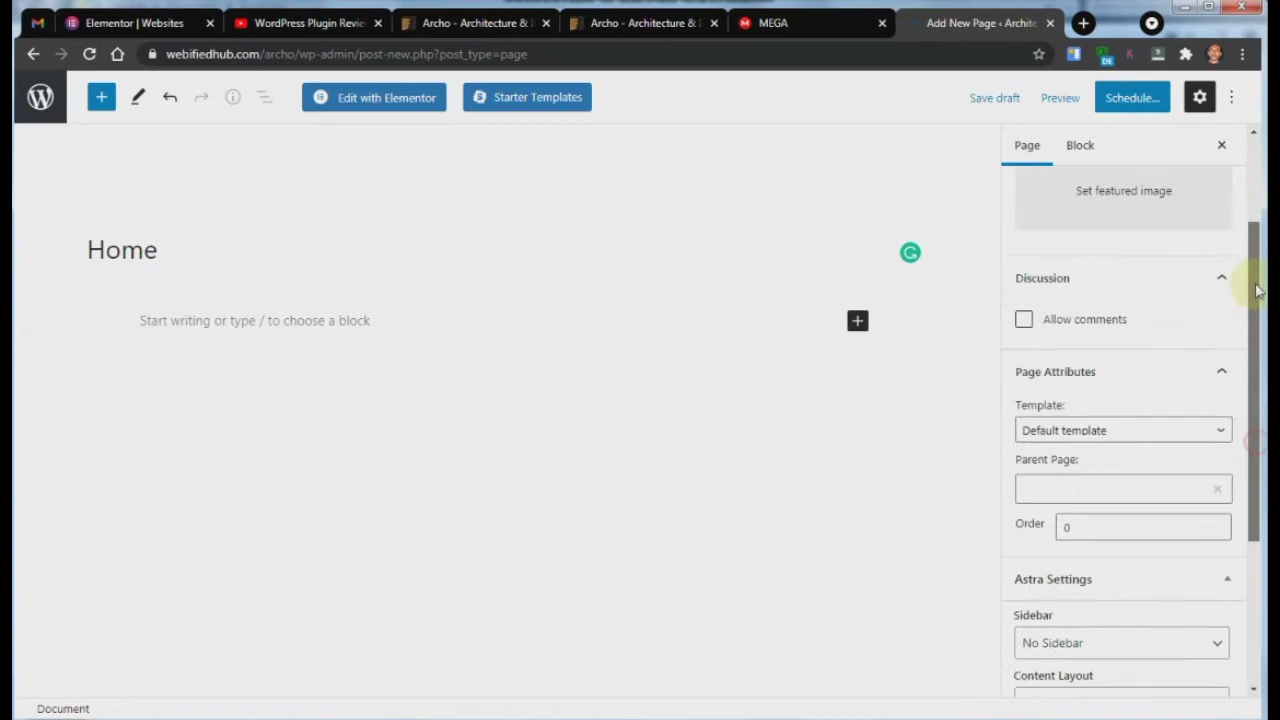 Elementor | Websites
WordPress Plugin Revie
Archo - Architecture & I
Archo - Architecture & I
MEGA
Add New Page ‹ Archite
webifiedhub.com/archo/wp-admin/post-new.php?post_type=page
DE
Edit with Elementor
Starter Templates
Save draft
Preview
Schedule...
Page
Block
Set featured image
Home
Discussion
Start writing or type / to choose a block
Allow comments
Page Attributes
Template:
Default template
Parent Page:
Order
0
Astra Settings
Sidebar
No Sidebar
Content Layout
Document